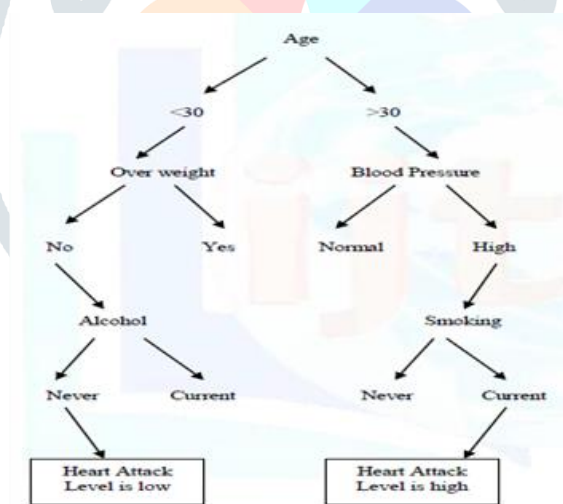 Age
<30 >30
Over weight Blood Pressure
No Yes Normal High
Alcohol Smoking
Never Current Never Current
Heart Attack
Level is low
Heart Attack
Level is high